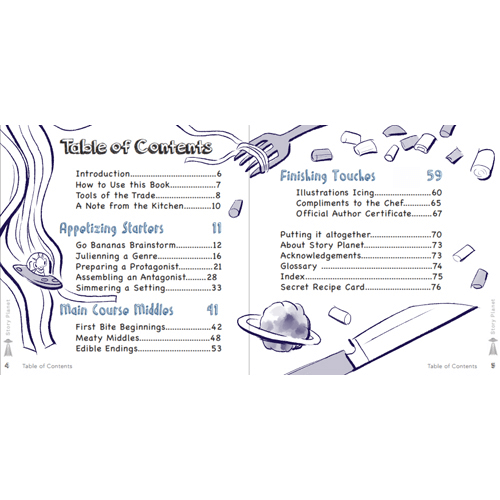 Table of Contents
Introduction.................................6
How to Use this Book................7
Tools of the Trade.......................8
A Note from the Kitchen..........10
Appetizing Starters 11
Go Bananas Brainstorm............12
Julienning a Genre......................16
Preparing a Protagonist...........21
Assembling an Antagonist.......28
Simmering a Setting...................33
Main Course Middles 41
First Bite Beginnings..................42
Meaty Middles..............................48
Edible Endings...............................53
Story Planet
4
Table of Contents
Finishing Touches 59
Illustrations Icing......................60
Compliments to the Chef........65
Official Author Certificate.......67
Putting it altogether....................70
About Story Planet.......................73
Acknowledgements........................73
Glossary .........................................74
Index................................................75
Secret Recipe Card......................76
Story Planet
Table of Contents
5